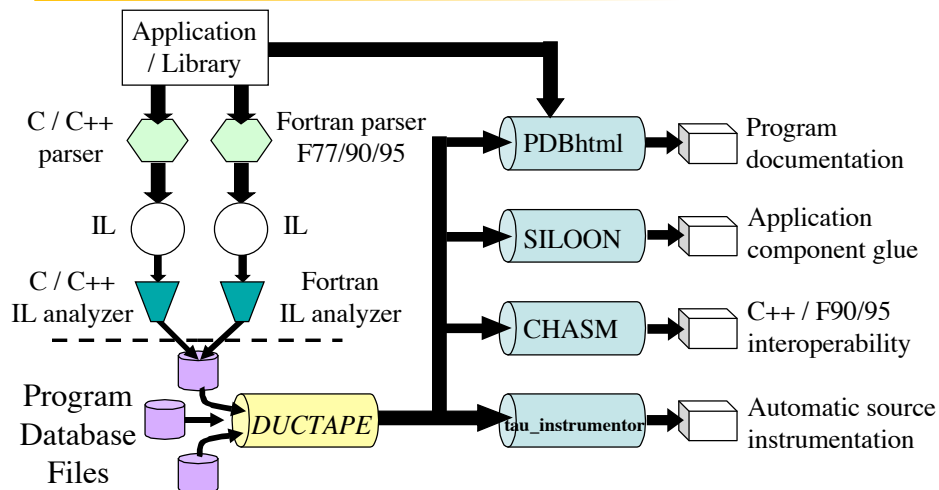 Application
/ Library
C / C++
parser
Fortran parser
F77/90/95
IL
IL
C / C++
IL analyzer
Fortran
IL analyzer
Program
Database
Files
DUCTAPE
PDBhtml
Program
documentation
SILOON
Application
component glue
CHASM
C++ / F90/95
interoperability
tau_instrumentor
Automatic source
instrumentation